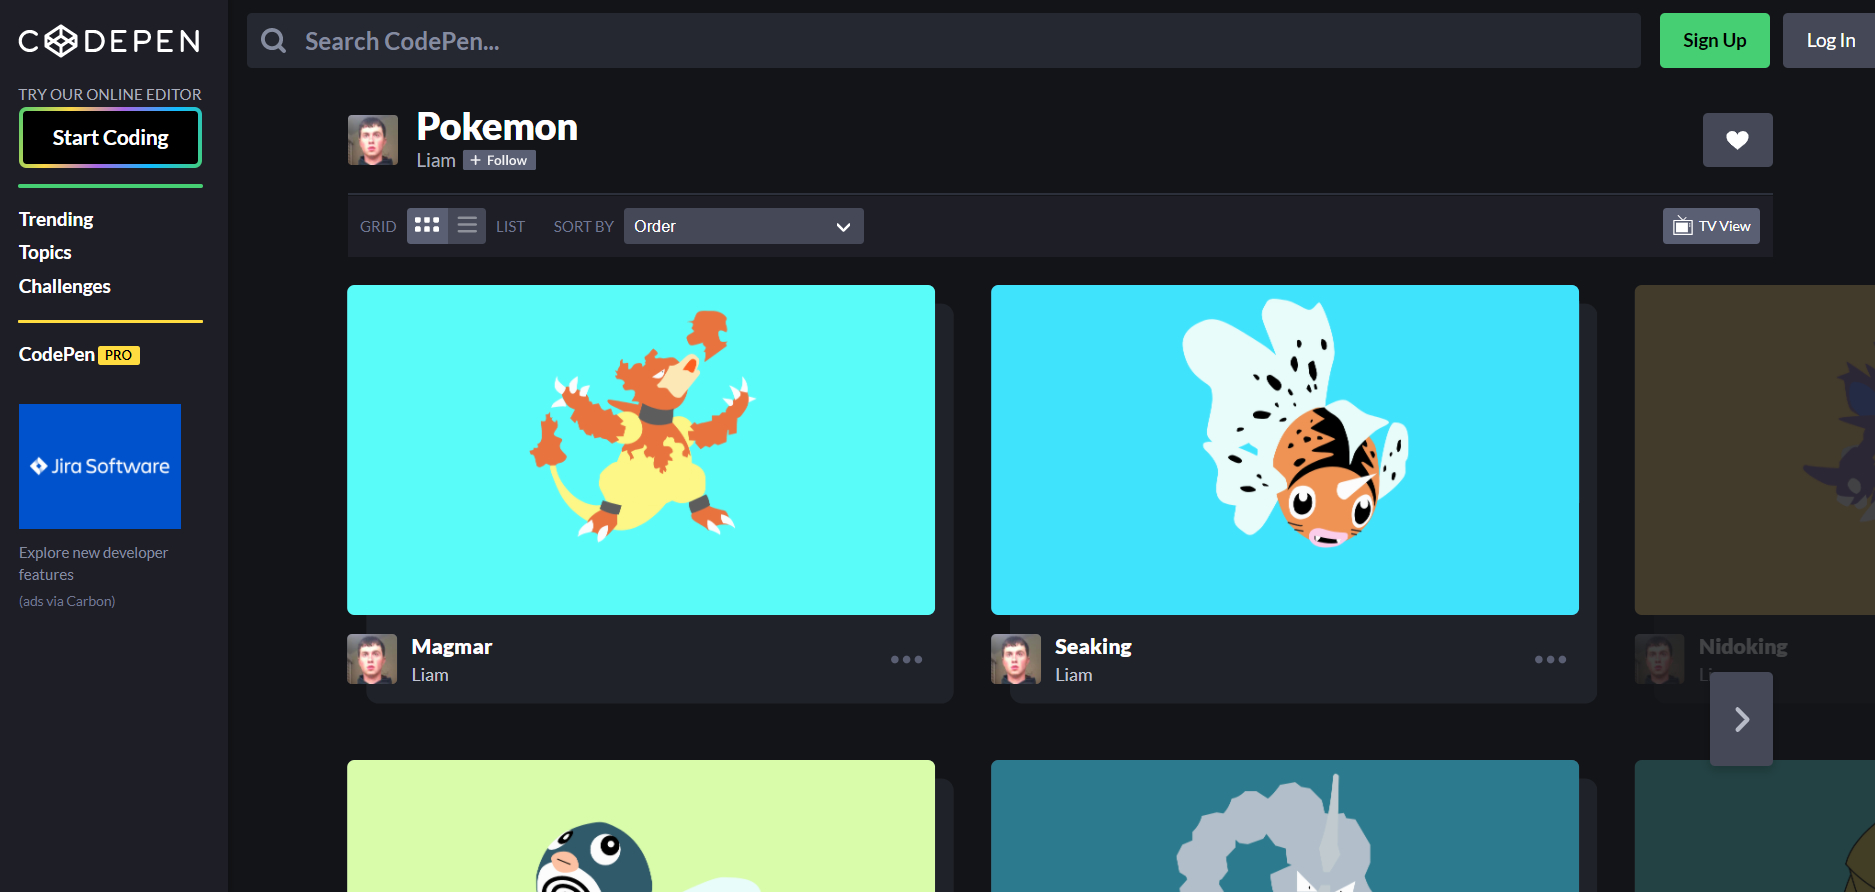 CODEPEN
TRY OUR ONLINE EDITOR
Start Coding
Trending
Topics
Challenges
CodePen PRO
Jira Software
Explore new developer
features
(ads via Carbon)
Search CodePen...
Sign Up
Log In
Pokemon
Liam + Follow
GRID LIST SORT BY Order TV View
Magmar
Liam
Seaking
Liam
Nidoking